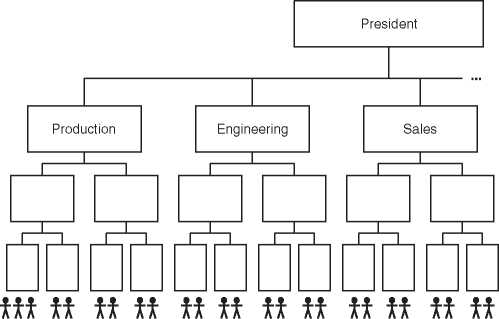 President
...
Production
Engineering
Sales